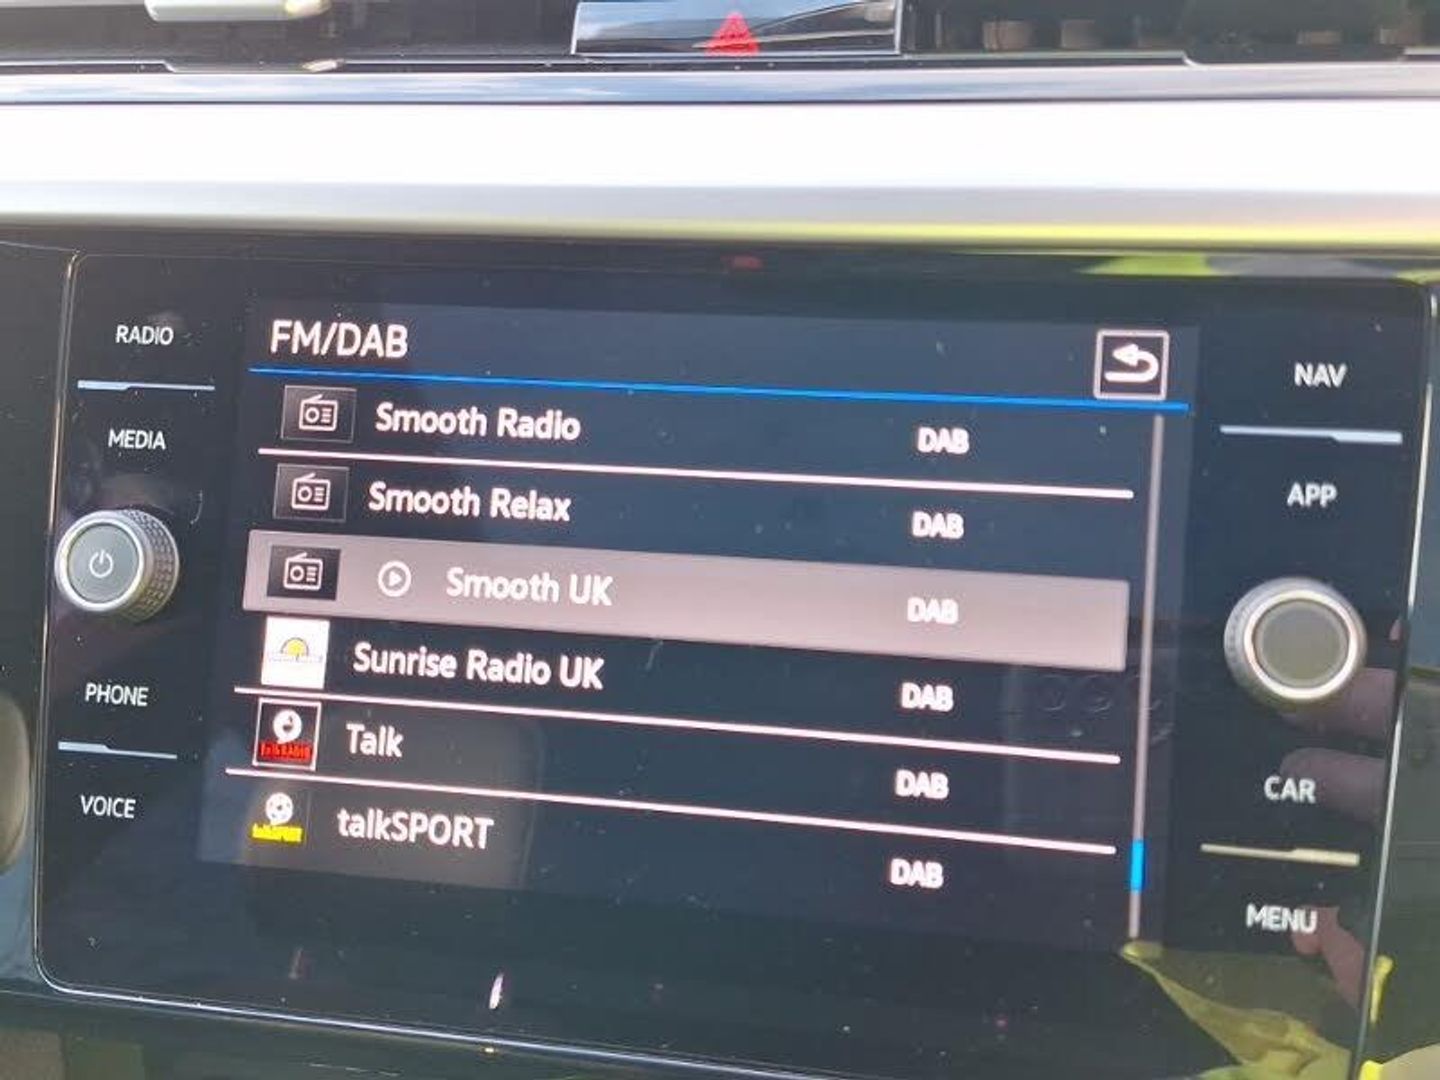 FM/DAB
RADIO
MEDIA
PHONE
VOICE
Smooth Radio DAB
Smooth Relax DAB
Smooth UK DAB
Sunrise Radio UK DAB
Talk DAB
talkSPORT DAB
NAV
APP
CAR
MENU